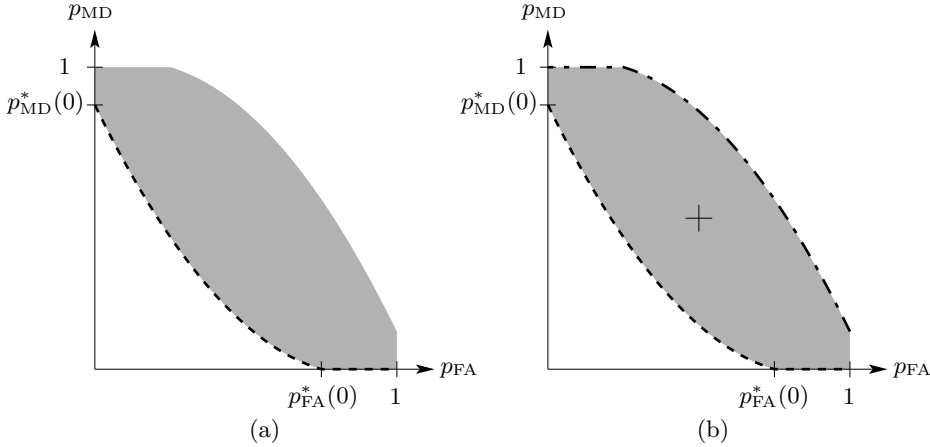 p_MD
1
p*_MD(0)
p_FA
p*_FA(0)
1
(a)
p_MD
1
p*_MD(0)
p_FA
p*_FA(0)
1
(b)